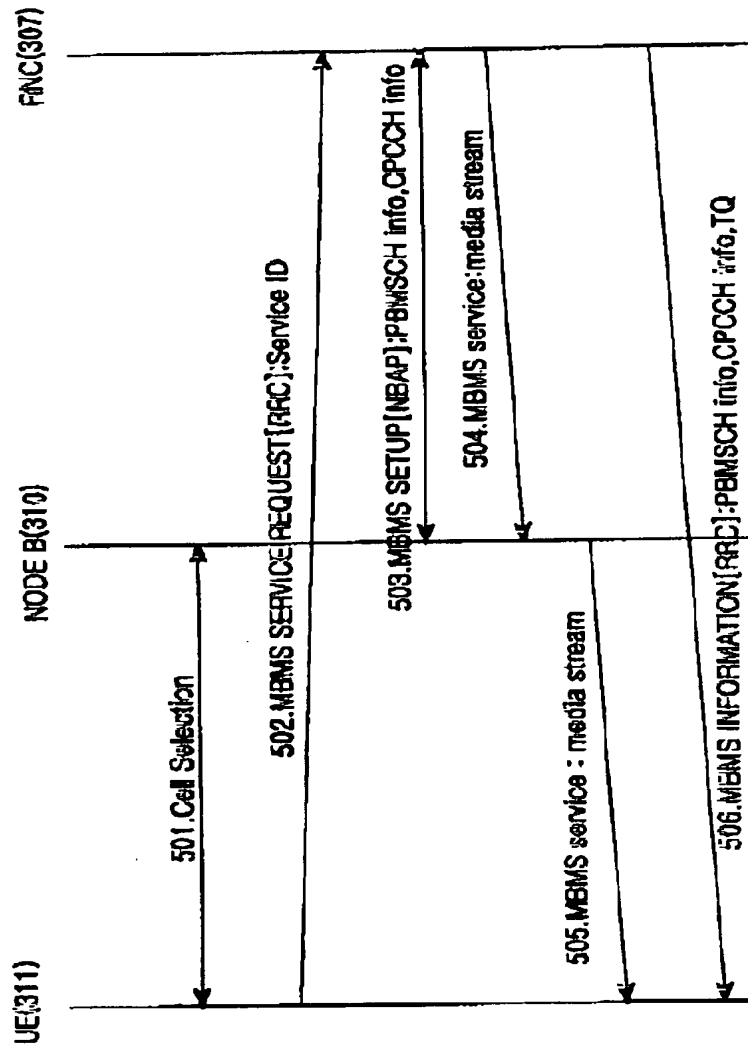 UE(311)
NODE B(310)
RNC(307)
501.Cell Selection
502.MBMS SERVICE REQUEST[RRC]:Service ID
503.MBMS SETUP[NBAP]:PBMSCH info,CPCCH info
504.MBMS service:media stream
505.MBMS service : media stream
506.MBMS INFORMATION[RRC]:PBMSCH info,CPCCH info,TQ